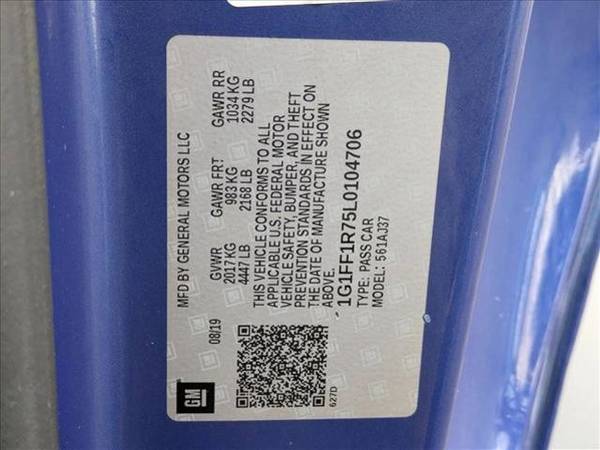 MFD BY GENERAL MOTORS LLC
08/19
GVWR GAWR FRT GAWR RR
2017 KG 983 KG 1034 KG
4447 LB 2168 LB 2279 LB
THIS VEHICLE CONFORMS TO ALL
APPLICABLE U.S. FEDERAL MOTOR
VEHICLE SAFETY, BUMPER, AND THEFT
PREVENTION STANDARDS IN EFFECT ON
THE DATE OF MANUFACTURE SHOWN
ABOVE.
1G1FF1R75L0104706
TYPE: PASS CAR
MODEL: 561AJ37
GM
627D